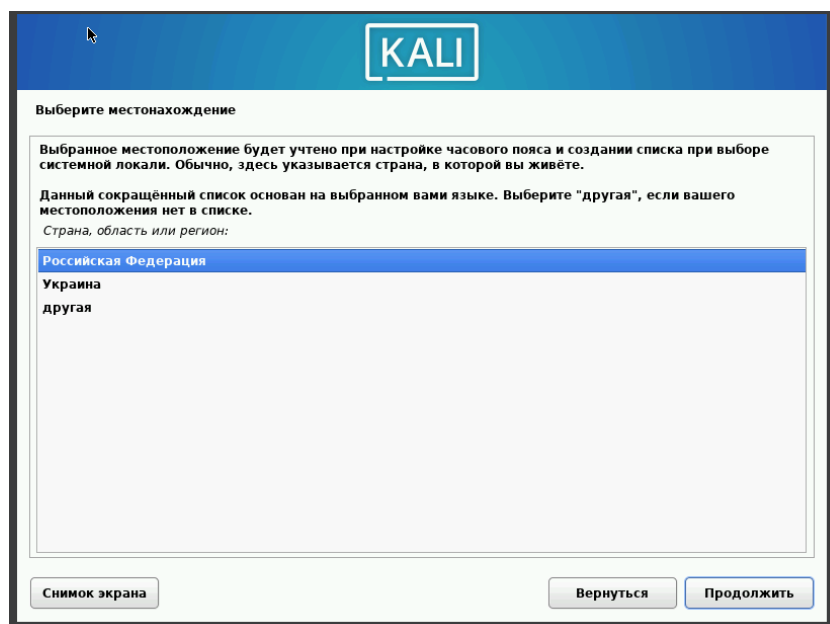 KALI
Выберите местонахождение
Выбранное местоположение будет учтено при настройке часового пояса и создании списка при выборе
системной локали. Обычно, здесь указывается страна, в которой вы живёте.
Данный сокращённый список основан на выбранном вами языке. Выберите "другая", если вашего
местоположения нет в списке.
Страна, область или регион:
Российская Федерация
Украина
другая
Снимок экрана
Вернуться
Продолжить